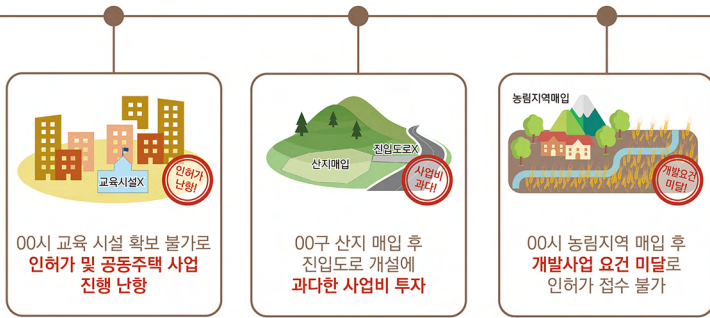 교육시설X
인허가
난항!
00시 교육 시설 확보 불가로
인허가 및 공동주택 사업
진행 난항
산지매입
진입도로X
사업비
과다!
00구 산지 매입 후
진입도로 개설에
과다한 사업비 투자
농림지역매입
개발요건
미달!
00시 농림지역 매입 후
개발사업 요건 미달로
인허가 접수 불가